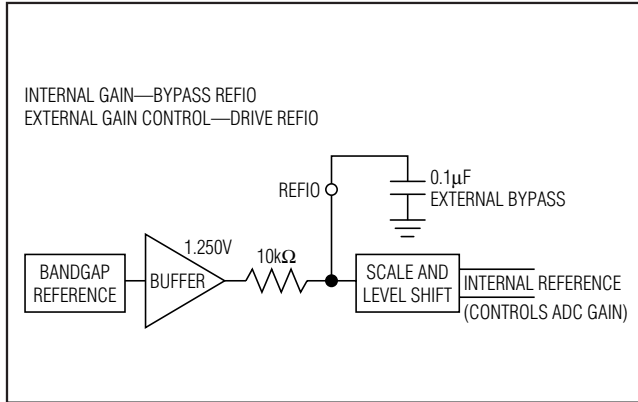 INTERNAL GAIN—BYPASS REFIO
EXTERNAL GAIN CONTROL—DRIVE REFIO
REFIO
0.1µF
EXTERNAL BYPASS
1.250V
10kΩ
BANDGAP
REFERENCE
BUFFER
SCALE AND
LEVEL SHIFT
INTERNAL REFERENCE
(CONTROLS ADC GAIN)